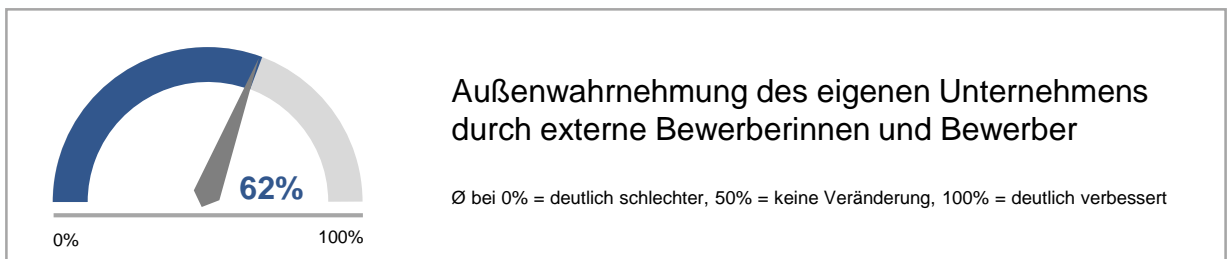 Außenwahrnehmung des eigenen Unternehmens
durch externe Bewerberinnen und Bewerber
62%
Ø bei 0% = deutlich schlechter, 50% = keine Veränderung, 100% = deutlich verbessert
0%
100%